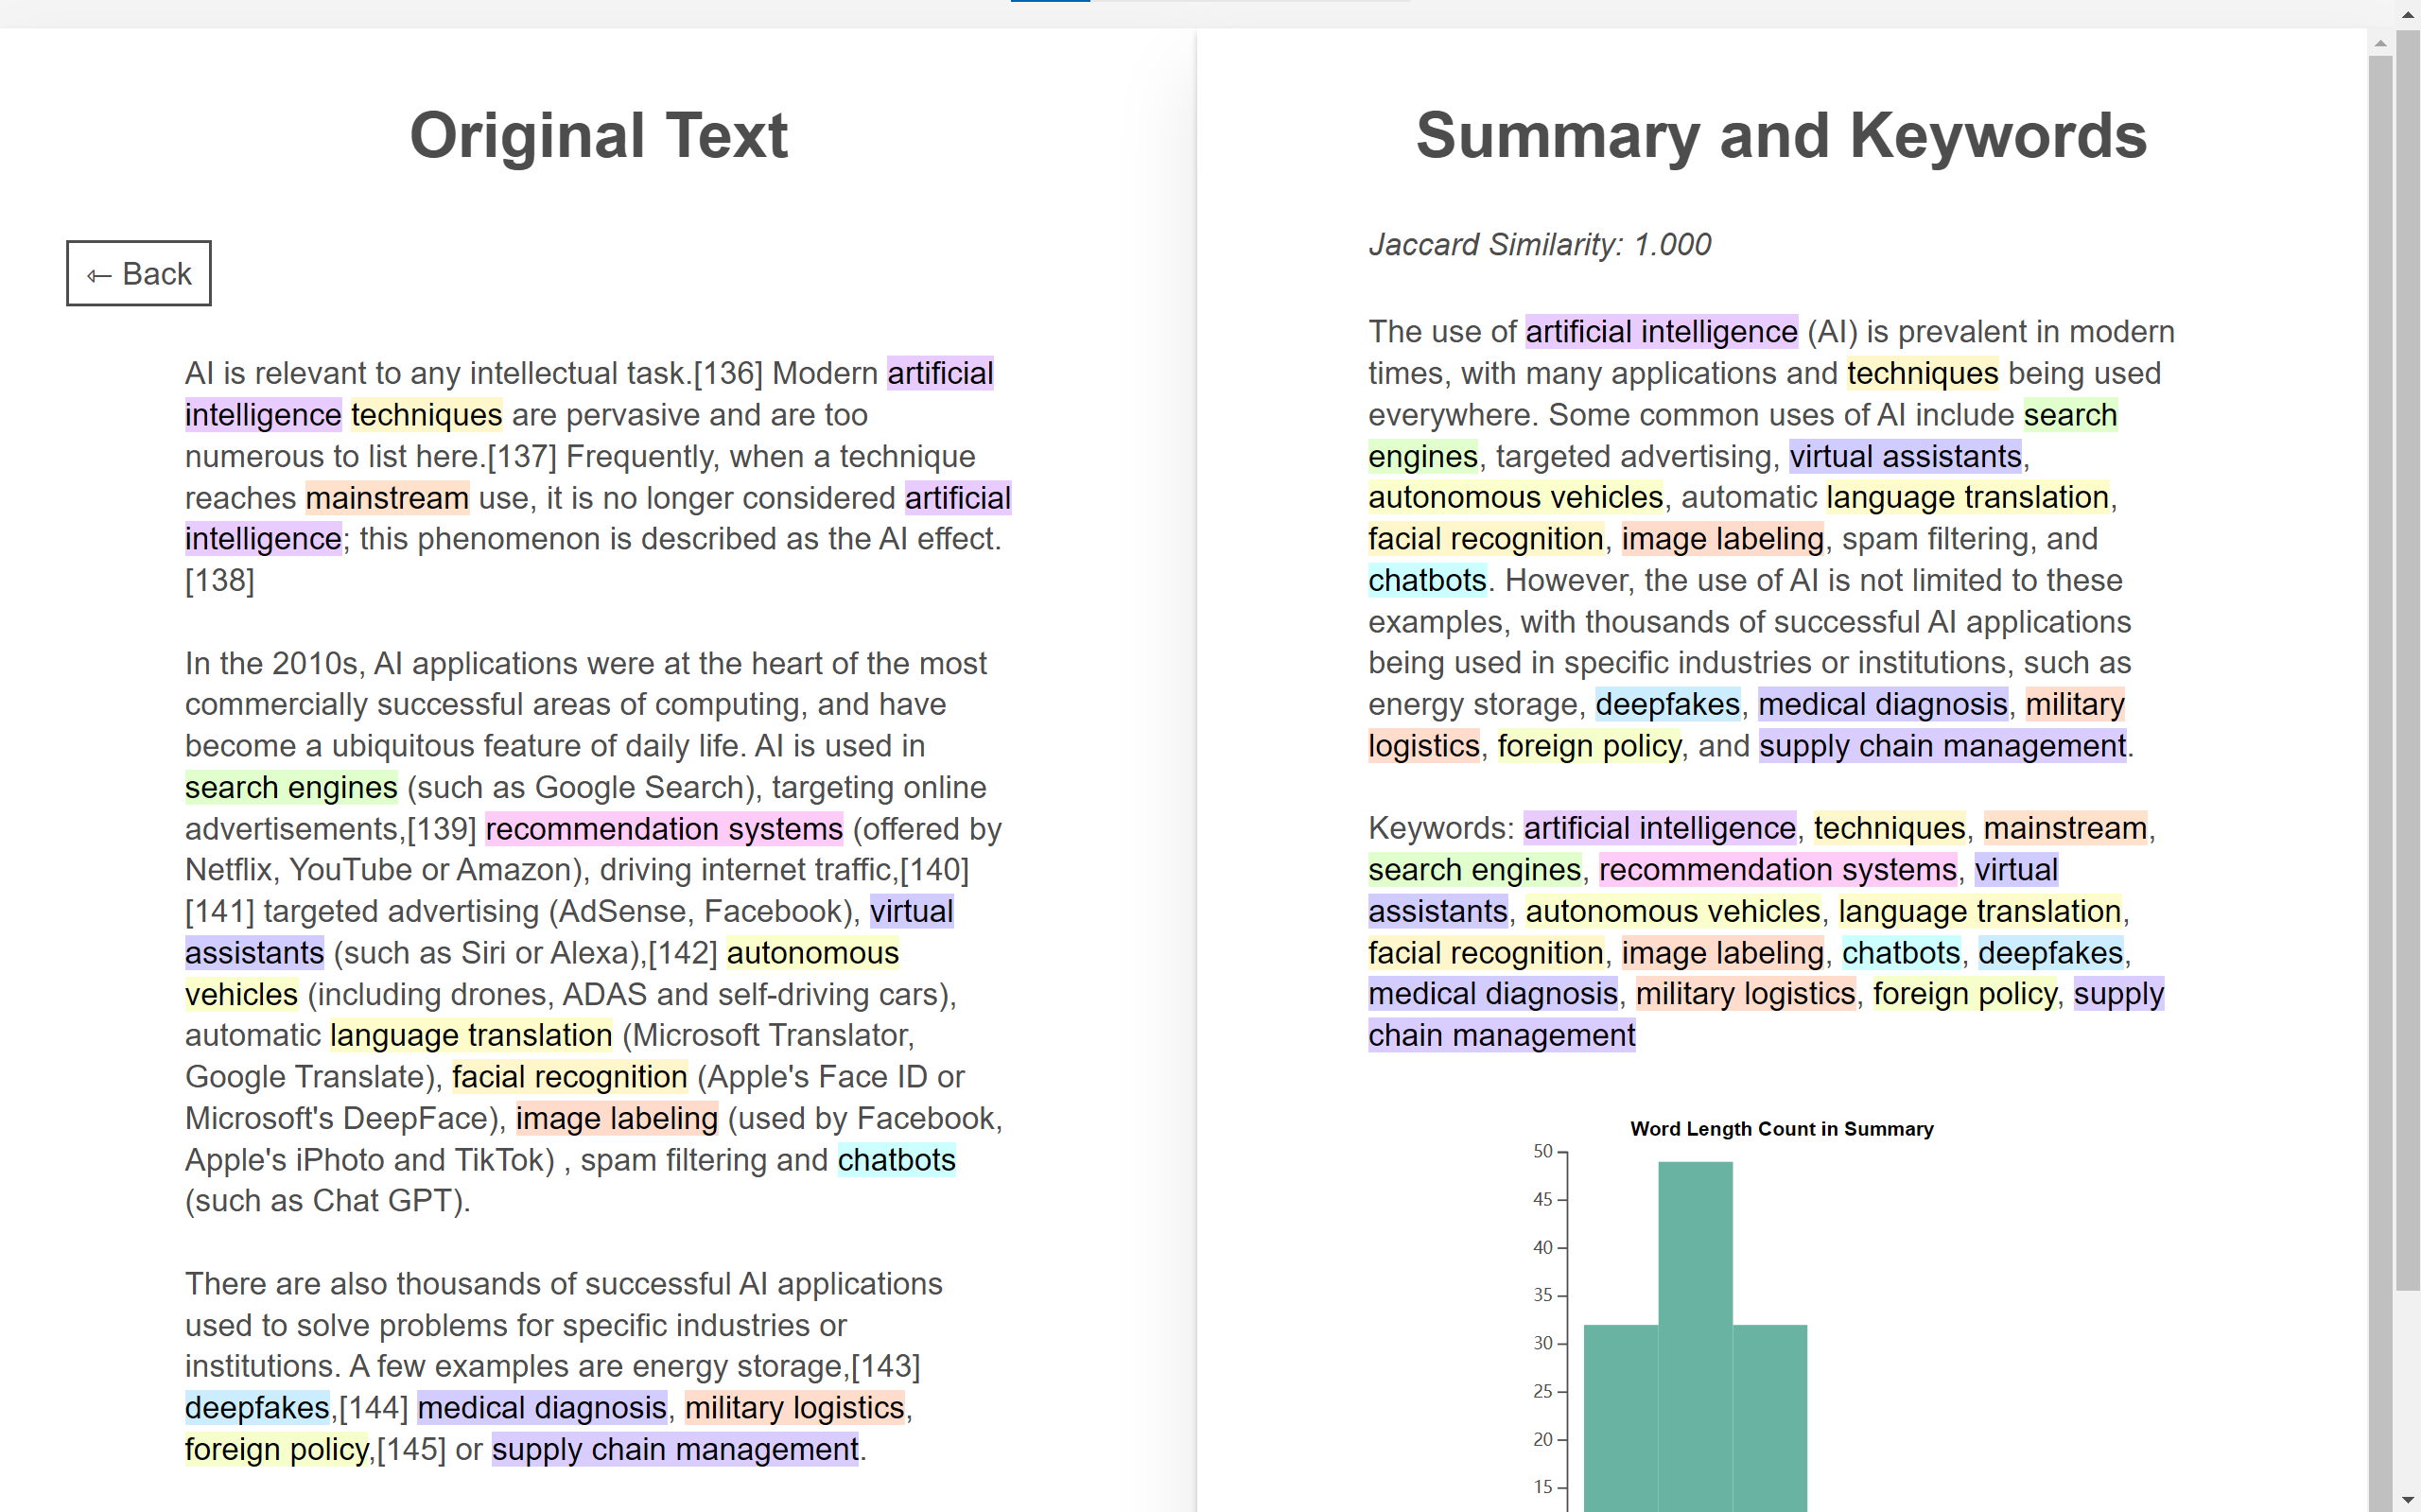 Original Text
← Back
AI is relevant to any intellectual task.[136] Modern artificial
intelligence techniques are pervasive and are too
numerous to list here.[137] Frequently, when a technique
reaches mainstream use, it is no longer considered artificial
intelligence; this phenomenon is described as the AI effect.
[138]
In the 2010s, AI applications were at the heart of the most
commercially successful areas of computing, and have
become a ubiquitous feature of daily life. AI is used in
search engines (such as Google Search), targeting online
advertisements,[139] recommendation systems (offered by
Netflix, YouTube or Amazon), driving internet traffic,[140]
[141] targeted advertising (AdSense, Facebook), virtual
assistants (such as Siri or Alexa),[142] autonomous
vehicles (including drones, ADAS and self-driving cars),
automatic language translation (Microsoft Translator,
Google Translate), facial recognition (Apple's Face ID or
Microsoft's DeepFace), image labeling (used by Facebook,
Apple's iPhoto and TikTok) , spam filtering and chatbots
(such as Chat GPT).
There are also thousands of successful AI applications
used to solve problems for specific industries or
institutions. A few examples are energy storage,[143]
deepfakes,[144] medical diagnosis, military logistics,
foreign policy,[145] or supply chain management.
Summary and Keywords
Jaccard Similarity: 1.000
The use of artificial intelligence (AI) is prevalent in modern
times, with many applications and techniques being used
everywhere. Some common uses of AI include search
engines, targeted advertising, virtual assistants,
autonomous vehicles, automatic language translation,
facial recognition, image labeling, spam filtering, and
chatbots. However, the use of AI is not limited to these
examples, with thousands of successful AI applications
being used in specific industries or institutions, such as
energy storage, deepfakes, medical diagnosis, military
logistics, foreign policy, and supply chain management.
Keywords: artificial intelligence, techniques, mainstream,
search engines, recommendation systems, virtual
assistants, autonomous vehicles, language translation,
facial recognition, image labeling, chatbots, deepfakes,
medical diagnosis, military logistics, foreign policy, supply
chain management
Word Length Count in Summary
50
45
40
35
30
25
20
15